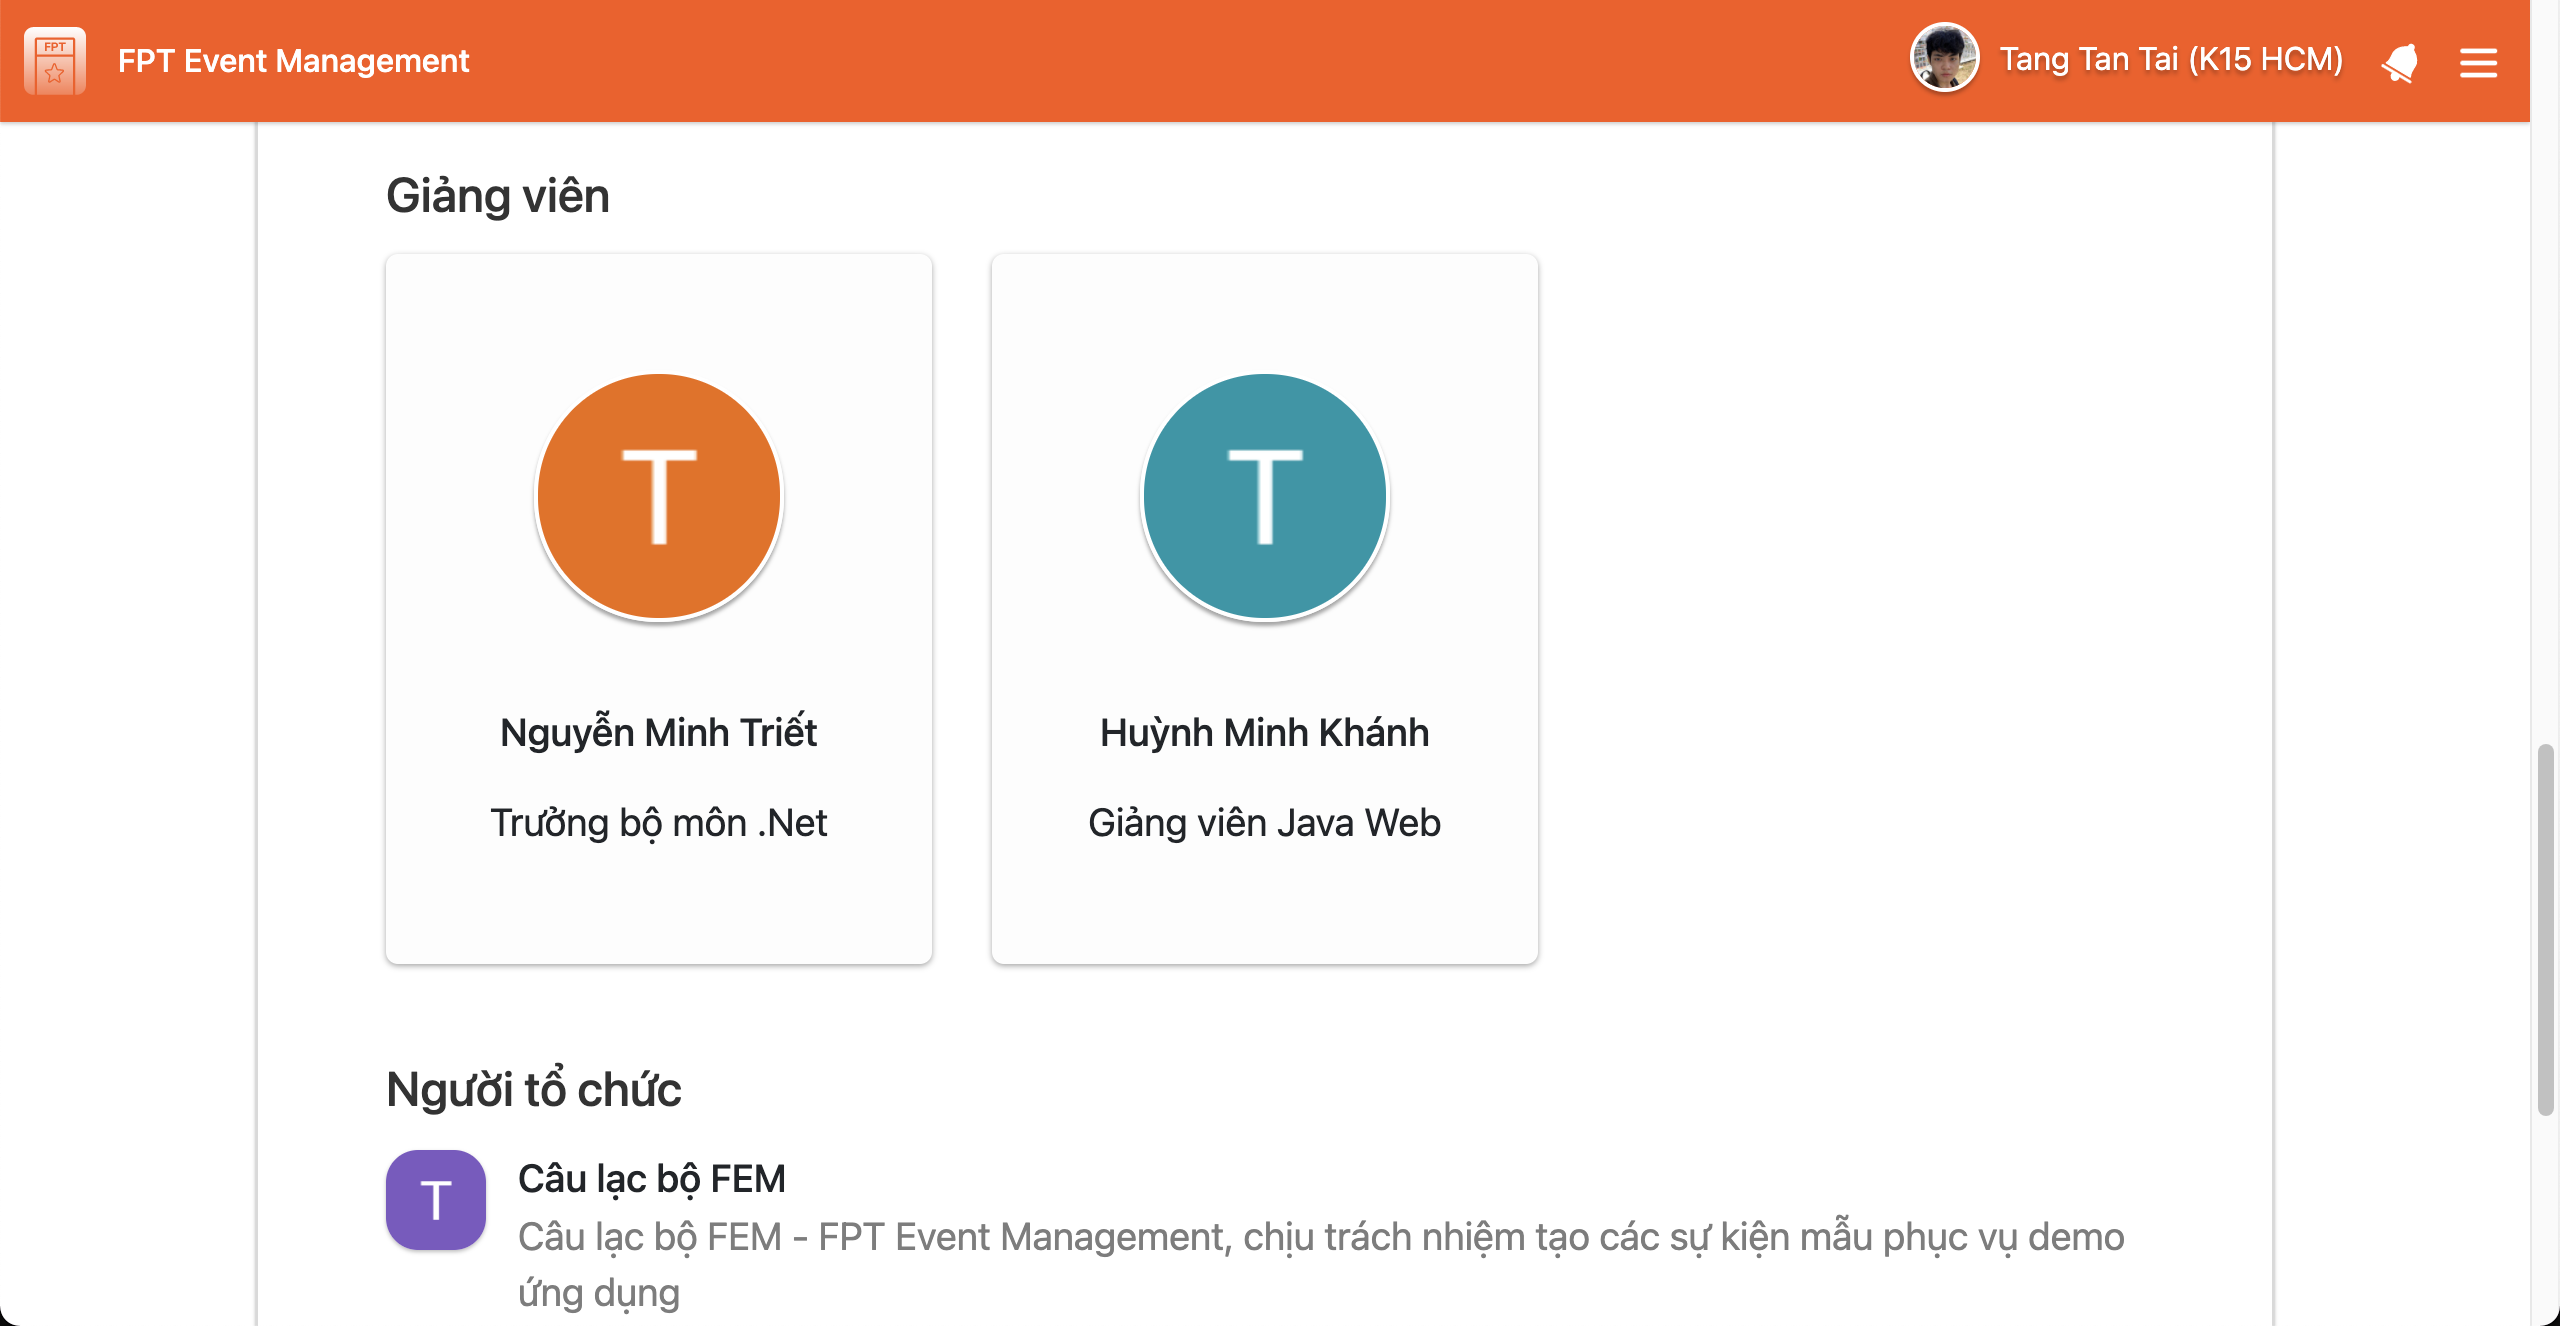 FPT
FPT Event Management
Tang Tan Tai (K15 HCM)
Giảng viên
T
Nguyễn Minh Triết
Trưởng bộ môn .Net
T
Huỳnh Minh Khánh
Giảng viên Java Web
Người tổ chức
T
Câu lạc bộ FEM
Câu lạc bộ FEM - FPT Event Management, chịu trách nhiệm tạo các sự kiện mẫu phục vụ demo
ứng dụng